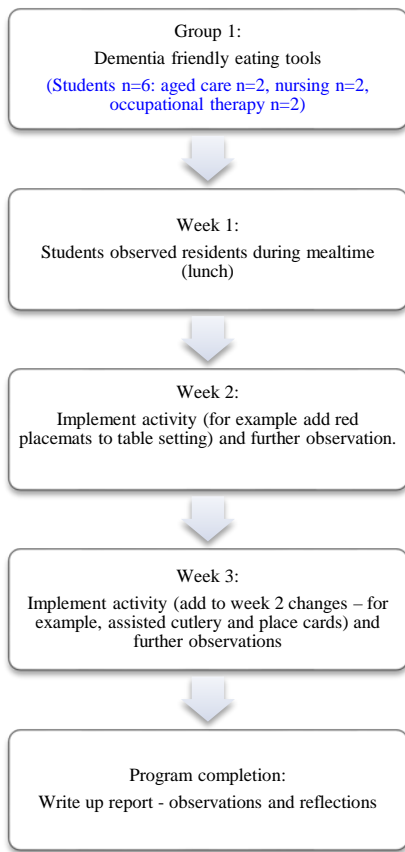 Group 1:
Dementia friendly eating tools
(Students n=6: aged care n=2, nursing n=2,
occupational therapy n=2)
Week 1:
Students observed residents during mealtime
(lunch)
Week 2:
Implement activity (for example add red
placemats to table setting) and further observation.
Week 3:
Implement activity (add to week 2 changes – for
example, assisted cutlery and place cards) and
further observations
Program completion:
Write up report - observations and reflections